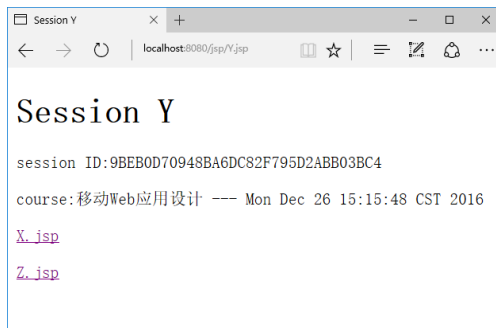 Session Y
localhost:8080/jsp/Y.jsp
Session Y
session ID:9BEB0D70948BA6DC82F795D2ABB03BC4
course:移动Web应用设计 --- Mon Dec 26 15:15:48 CST 2016
X.jsp
Z.jsp